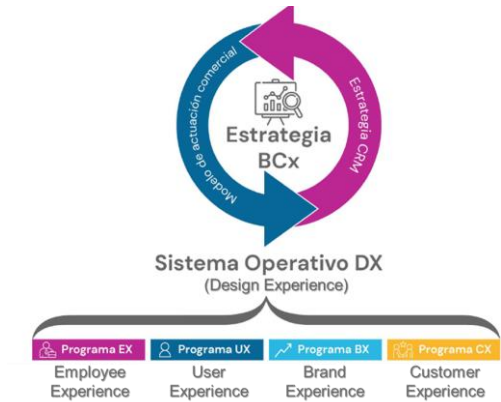 Modelo de actuación comercial
Estrategia CRM
Estrategia
BCx
Sistema Operativo DX
(Design Experience)
Programa EX
Programa UX
Programa BX
Programa CX
Employee
Experience
User
Experience
Brand
Experience
Customer
Experience